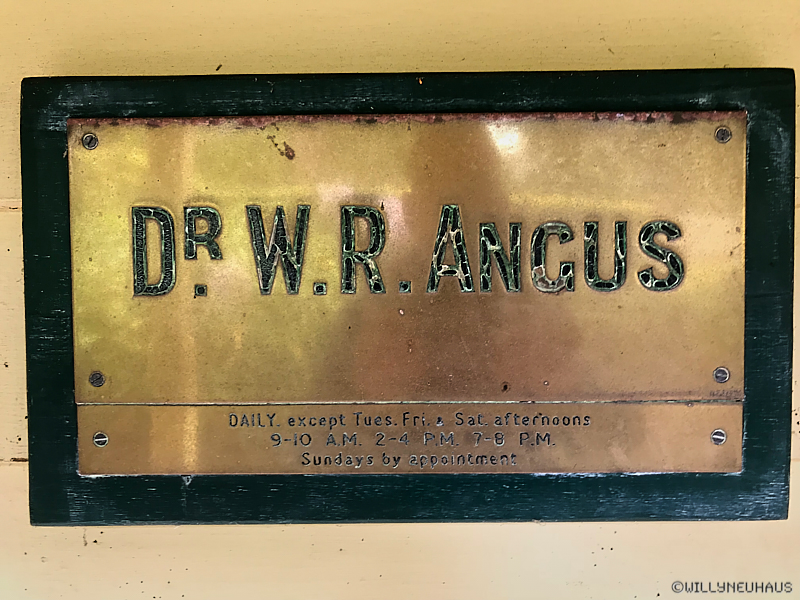 DR. W.R. ANGUS
DAILY. except Tues. Fri. & Sat. afternoons
9-10 A.M. 2-4 P.M. 7-8 P.M.
Sundays by appointment
©WILLYNEUHAUS